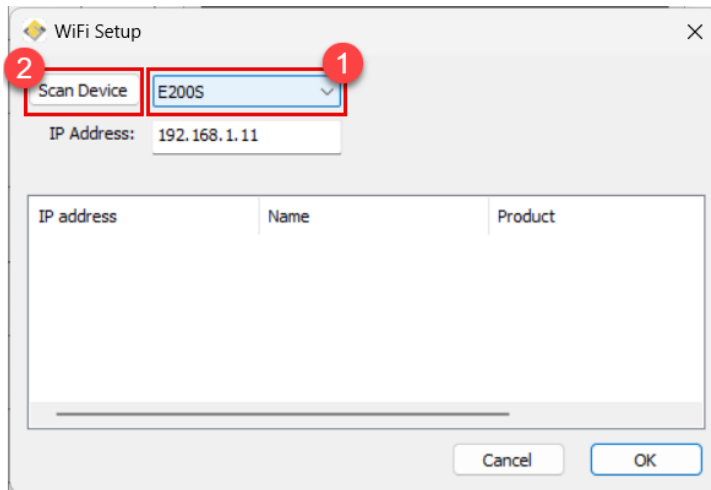 WiFi Setup
2 1
Scan Device E200S
IP Address: 192.168.1.11
IP address Name Product
Cancel OK